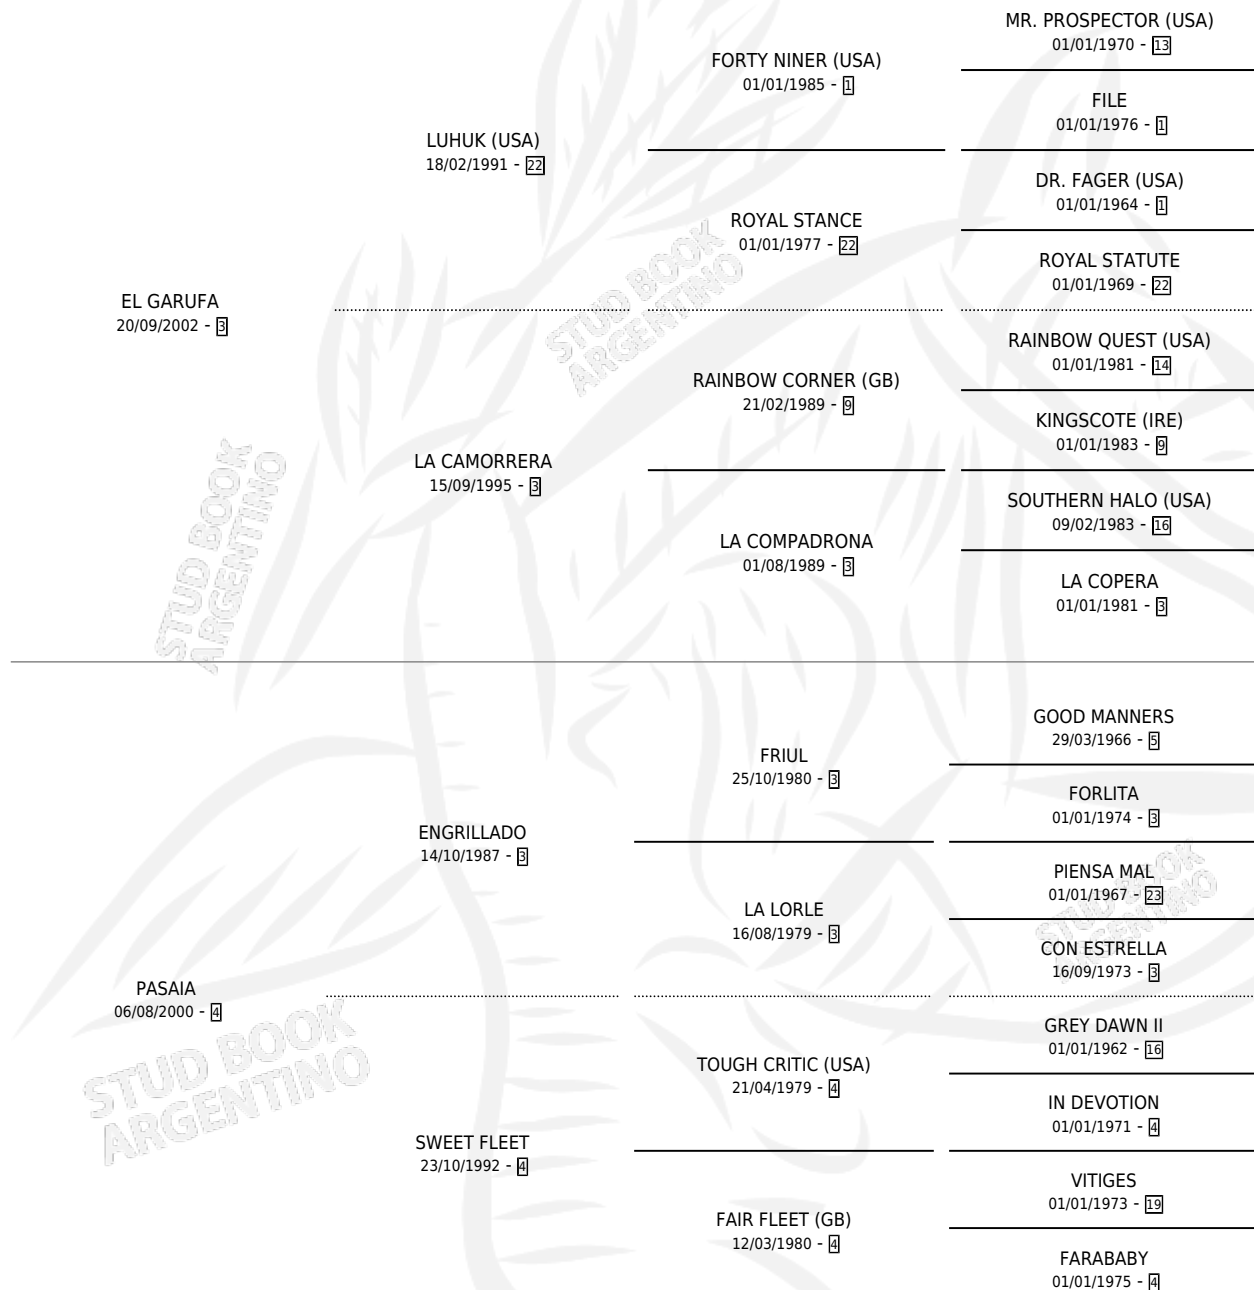 MR. PROSPECTOR (USA)
01/01/1970 - 13
FORTY NINER (USA)
01/01/1985 - 1
FILE
01/01/1976 - 1
LUHUK (USA)
18/02/1991 - 22
DR. FAGER (USA)
01/01/1964 - 1
ROYAL STANCE
01/01/1977 - 22
ROYAL STATUTE
01/01/1969 - 22
EL GARUFA
20/09/2002 - 3
STUD BOOK
ARGENTINO
RAINBOW QUEST (USA)
01/01/1981 - 14
RAINBOW CORNER (GB)
21/02/1989 - 9
KINGSCOTE (IRE)
01/01/1983 - 9
LA CAMORRERA
15/09/1995 - 3
SOUTHERN HALO (USA)
09/02/1983 - 16
LA COMPADRONA
01/08/1989 - 3
LA COPERA
01/01/1981 - 3
STUD BOOK
ARGENTINO
GOOD MANNERS
29/03/1966 - 5
FRIUL
25/10/1980 - 3
FORLITA
01/01/1974 - 3
ENGRILLADO
14/10/1987 - 3
PIENSA MAL
01/01/1967 - 23
LA LORLE
16/08/1979 - 3
CON ESTRELLA
16/09/1973 - 3
STUD BOOK
ARGENTINO
PASAIA
06/08/2000 - 4
GREY DAWN II
01/01/1962 - 16
TOUGH CRITIC (USA)
21/04/1979 - 4
IN DEVOTION
01/01/1971 - 4
STUD BOOK
ARGENTINO
SWEET FLEET
23/10/1992 - 4
VITIGES
01/01/1973 - 19
FAIR FLEET (GB)
12/03/1980 - 4
FARABABY
01/01/1975 - 4